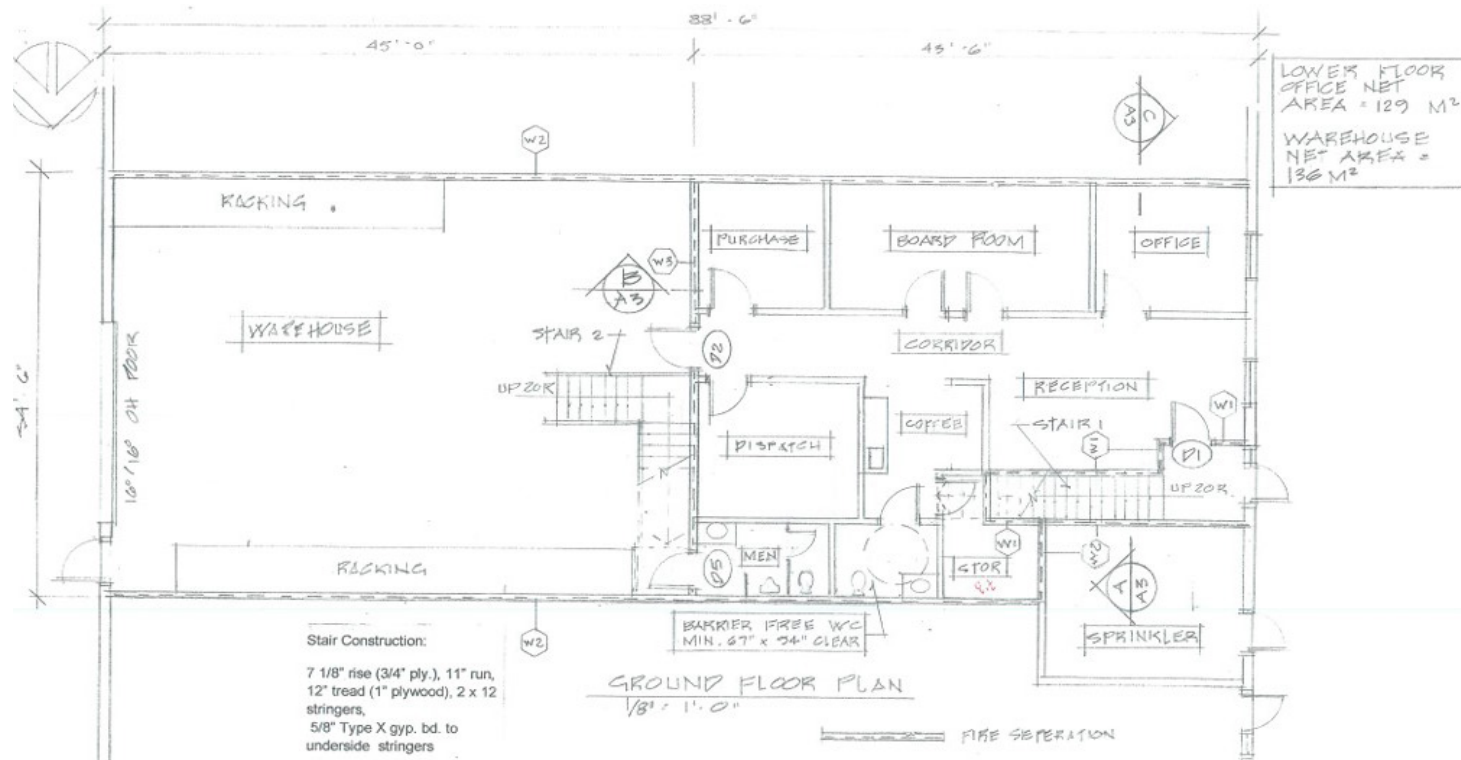 88'-6"
45'-0"
43'-6"
LOWER FLOOR
OFFICE NET
AREA = 129 M²
WAREHOUSE
NET AREA =
136 M²
C
A3
W2
RACKING
PURCHASE
BOARD ROOM
OFFICE
W3
B
A3
WAREHOUSE
STAIR 2
D2
CORRIDOR
34'6"
16⁰/16⁰ OH DOOR
UP 20R
RECEPTION
W1
COFFEE
STAIR 1
W1
DISPATCH
D1
UP 20R
MEN
D5
W1
STOR
W2
A
A3
RACKING
SPRINKLER
BARRIER FREE WC
MIN. 67" x 94" CLEAR
W2
Stair Construction:
7 1/8" rise (3/4" ply.), 11" run,
12" tread (1" plywood), 2 x 12
stringers,
5/8" Type X gyp. bd. to
underside stringers
GROUND FLOOR PLAN
1/8" = 1'-0"
FIRE SEPERATION